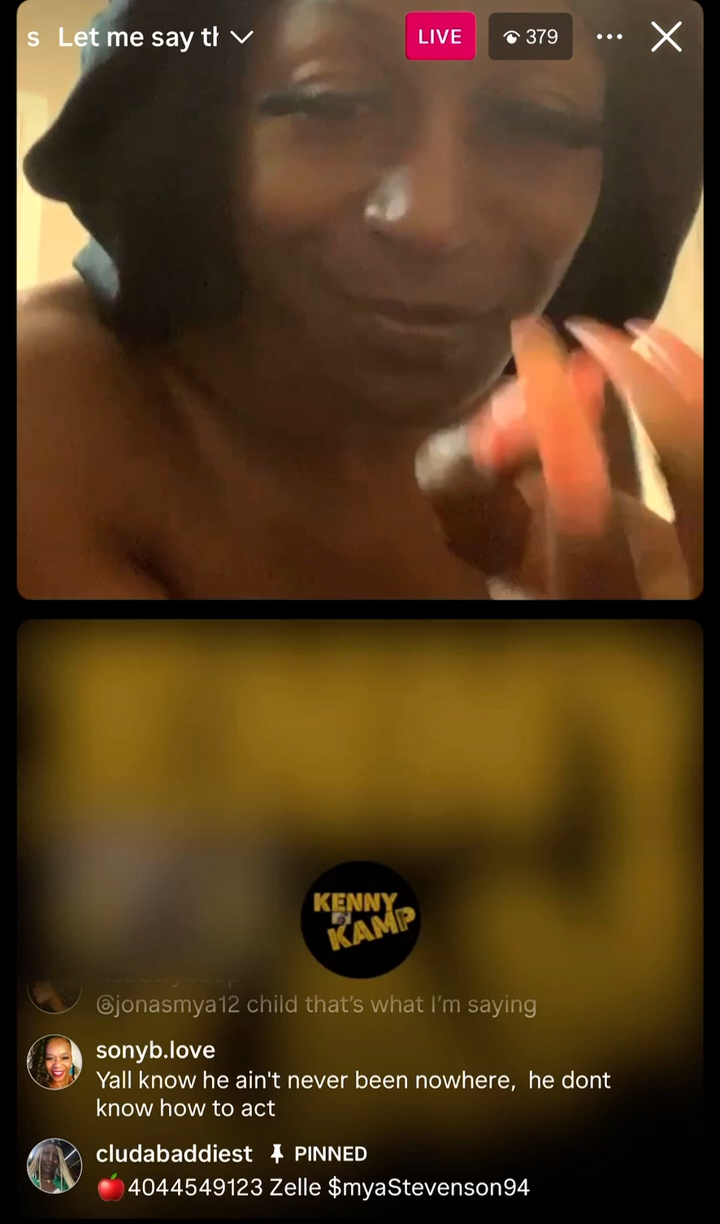 s Let me say th
LIVE
379
KENNY
KAMP
@jonasmya12 child that's what I'm saying
sonyb.love
Yall know he ain't never been nowhere, he dont
know how to act
cludabaddiest PINNED
🍎4044549123 Zelle $myaStevenson94